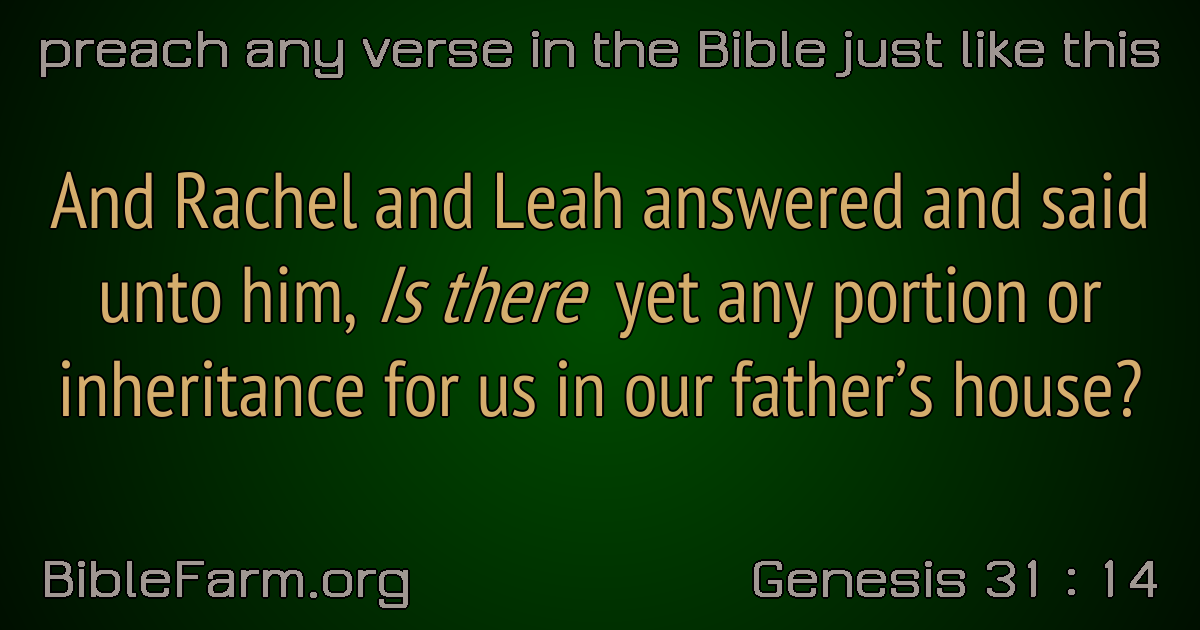 preach any verse in the Bible just like this
And Rachel and Leah answered and said
unto him, Is there yet any portion or
inheritance for us in our father’s house?
BibleFarm.org
Genesis 31 : 14